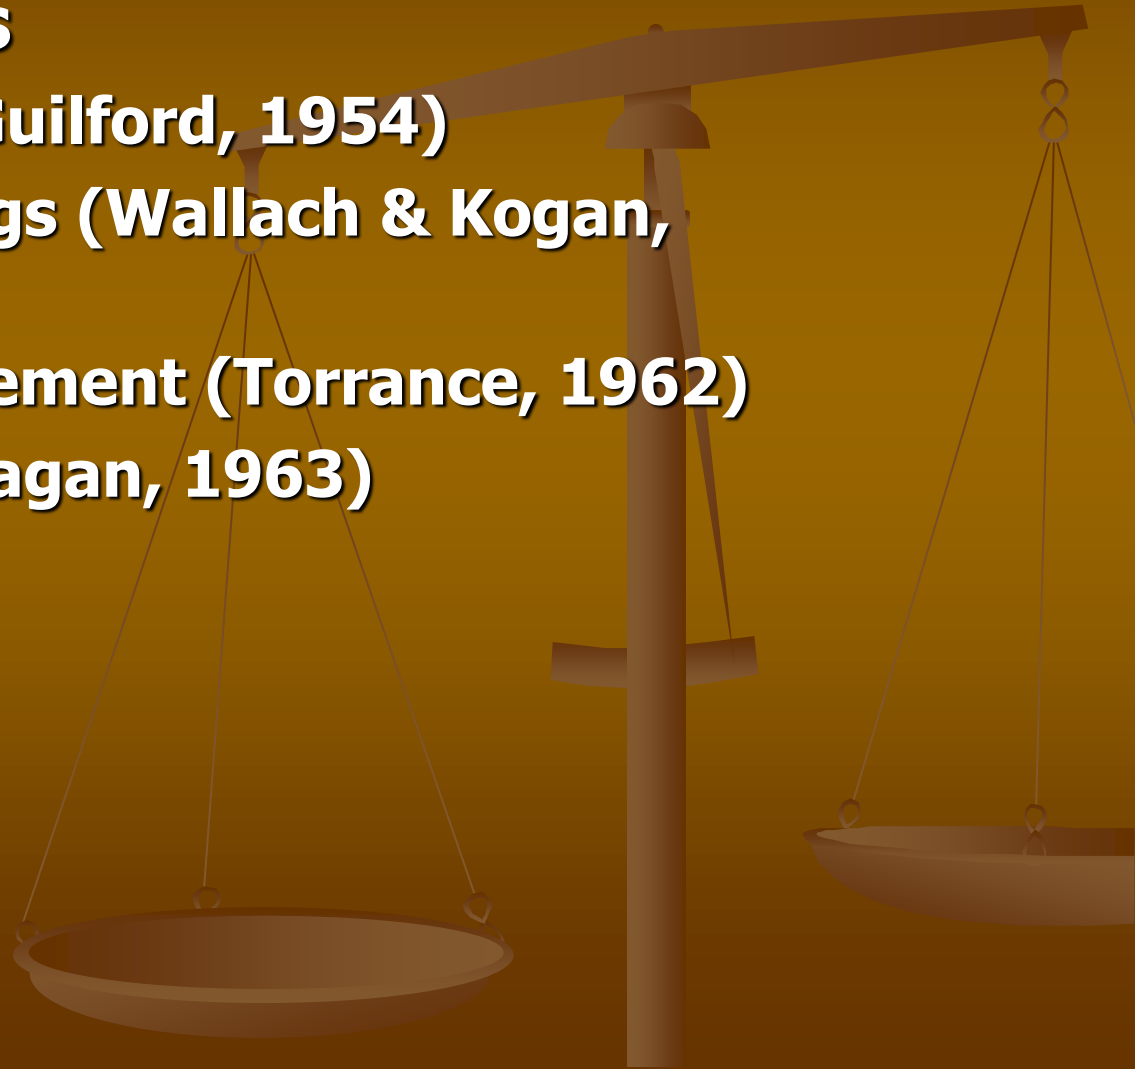 s
Guilford, 1954)
gs (Wallach & Kogan,
ement (Torrance, 1962)
agan, 1963)